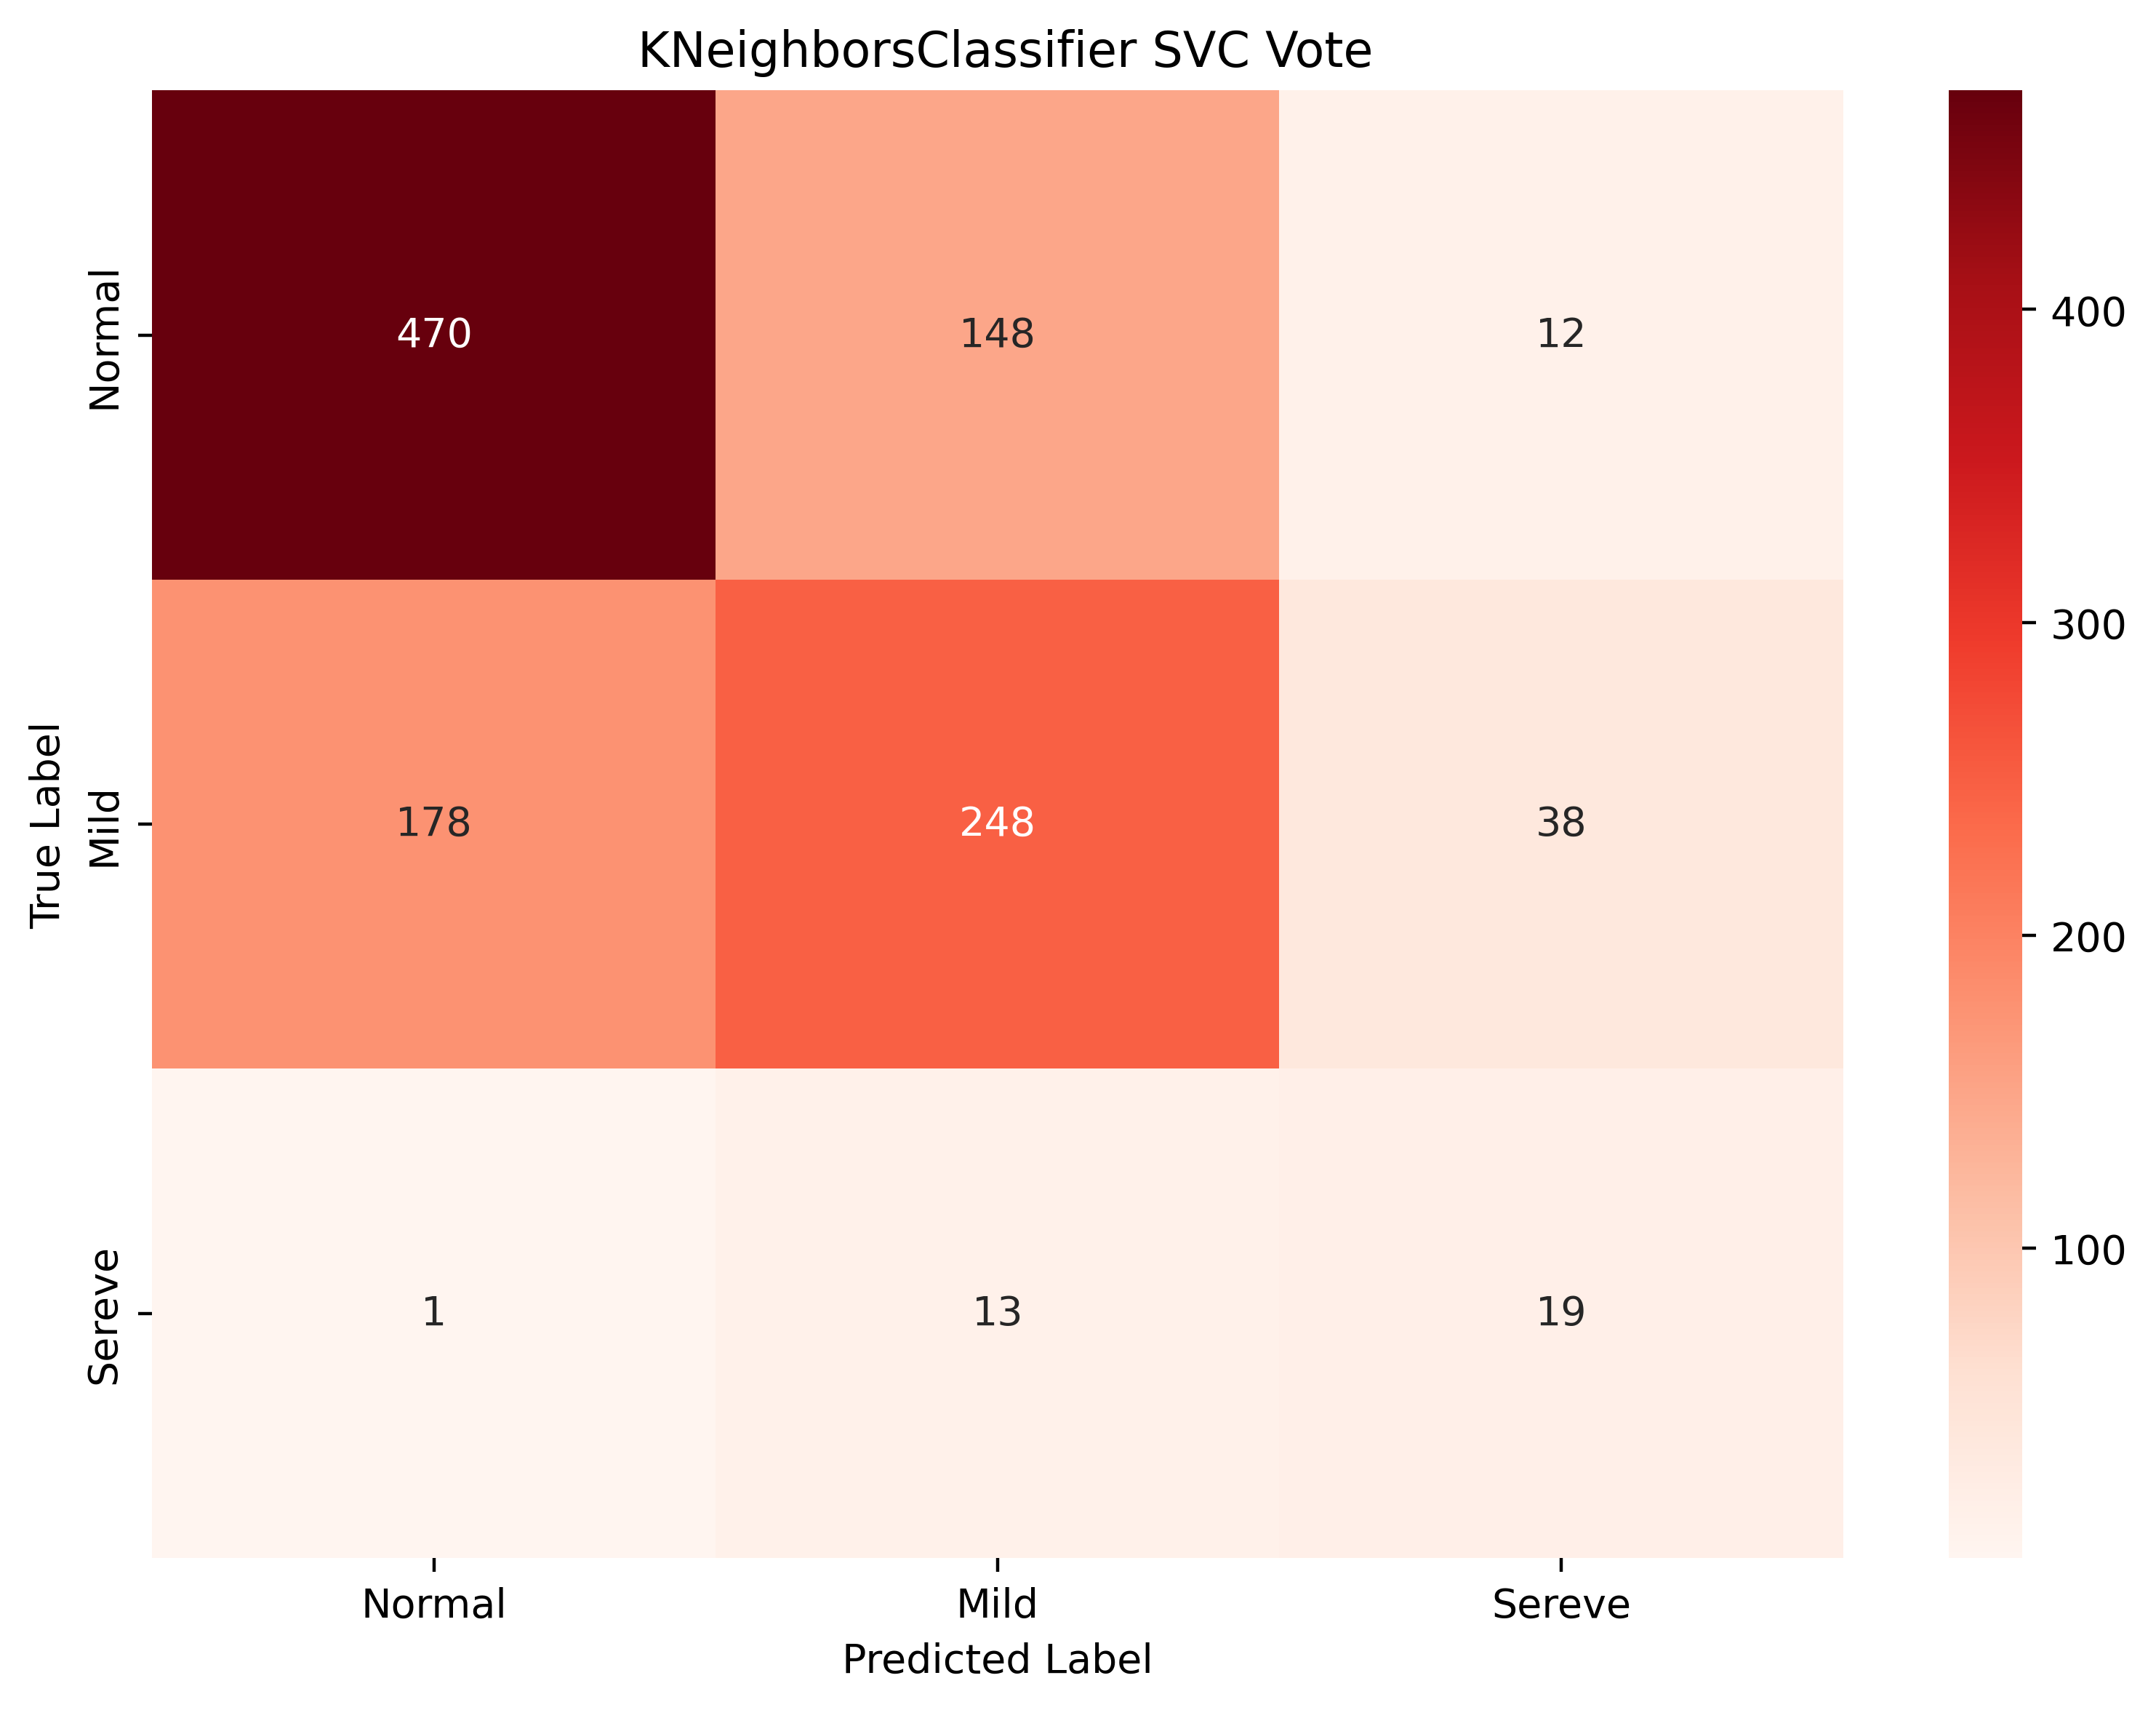 KNeighborsClassifier SVC Vote
True Label
Normal
470 148 12
Mild
178 248 38
Sereve
1 13 19
Normal Mild Sereve
Predicted Label
400
300
200
100